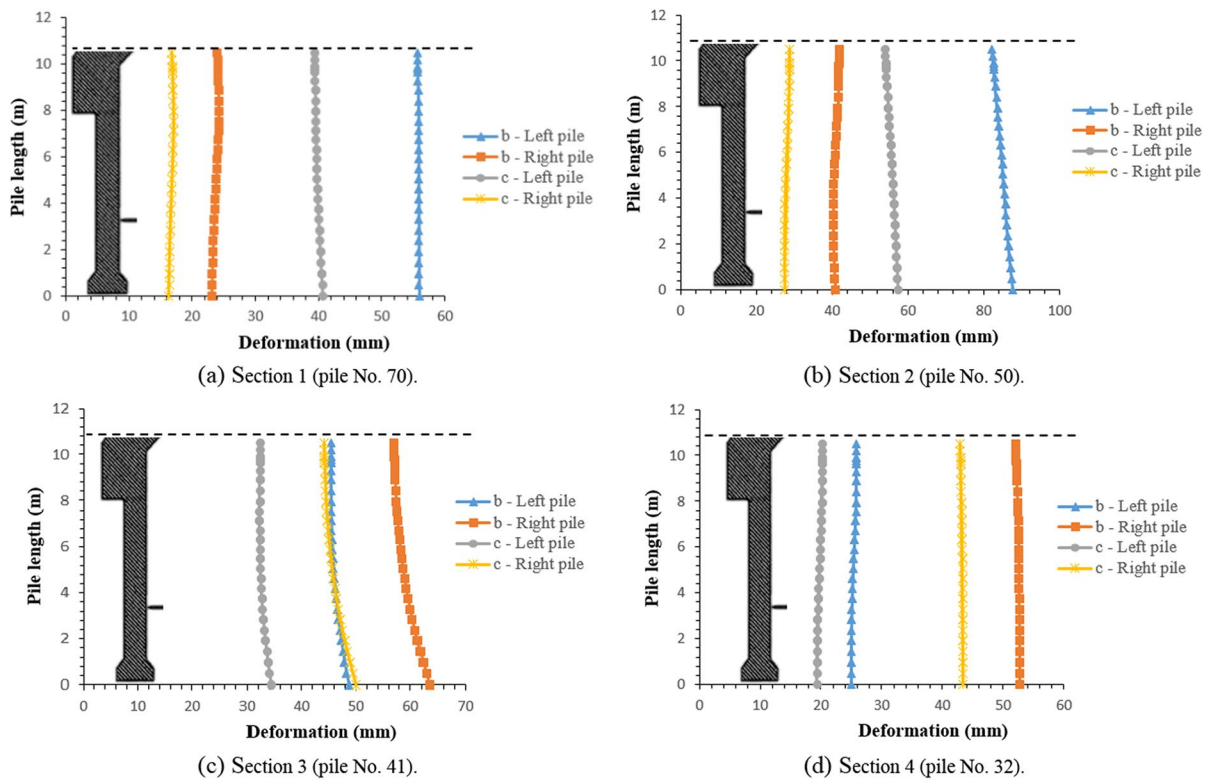 12
10
8
6
4
2
0
Pile length (m)
0 10 20 30 40 50 60
Deformation (mm)
b - Left pile
b - Right pile
c - Left pile
c - Right pile
(a) Section 1 (pile No. 70).
12
10
8
6
4
2
0
Pile length (m)
0 20 40 60 80 100
Deformation (mm)
b - Left pile
b - Right pile
c - Left pile
c - Right pile
(b) Section 2 (pile No. 50).
12
10
8
6
4
2
0
Pile length (m)
0 10 20 30 40 50 60 70
Deformation (mm)
b - Left pile
b - Right pile
c - Left pile
c - Right pile
(c) Section 3 (pile No. 41).
12
10
8
6
4
2
0
Pile length (m)
0 10 20 30 40 50 60
Deformation (mm)
b - Left pile
b - Right pile
c - Left pile
c - Right pile
(d) Section 4 (pile No. 32).